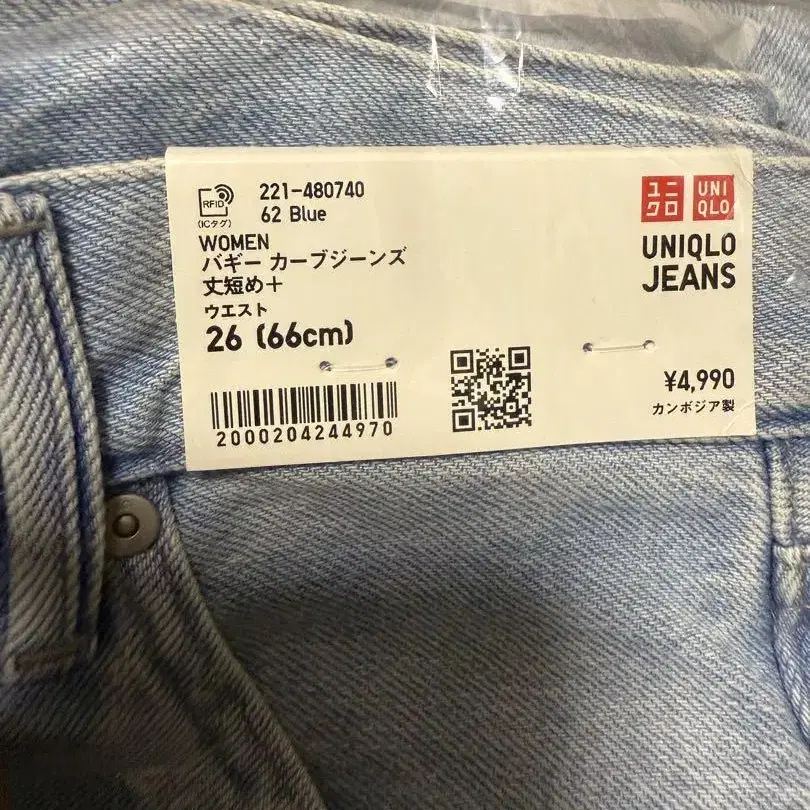 RFID
(ICタグ)
221-480740
62 Blue
WOMEN
バギー カーブジーンズ
丈短め+
ウエスト
26 (66cm)
2000204244970
ユニ
クロ
UNI
QLO
UNIQLO
JEANS
¥4,990
カンボジア製